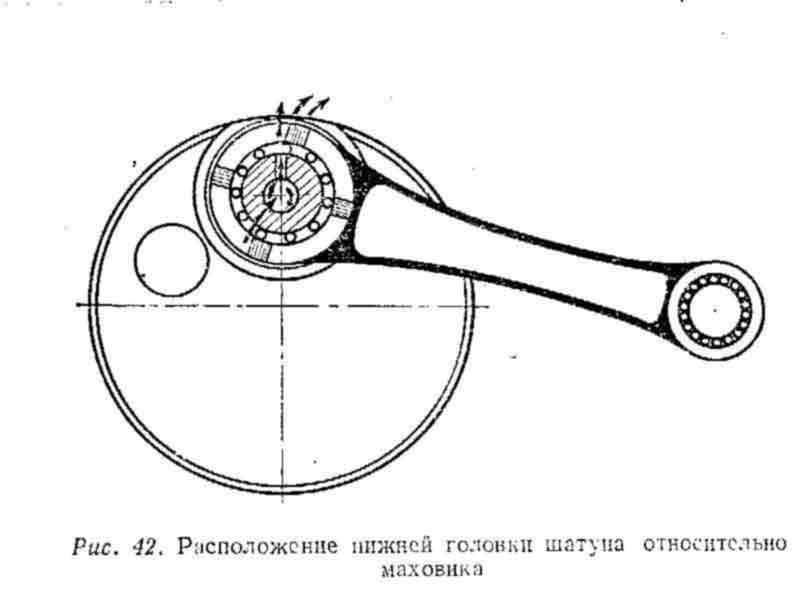 Рис. 42. Расположение нижней головки шатуна относительно
маховика